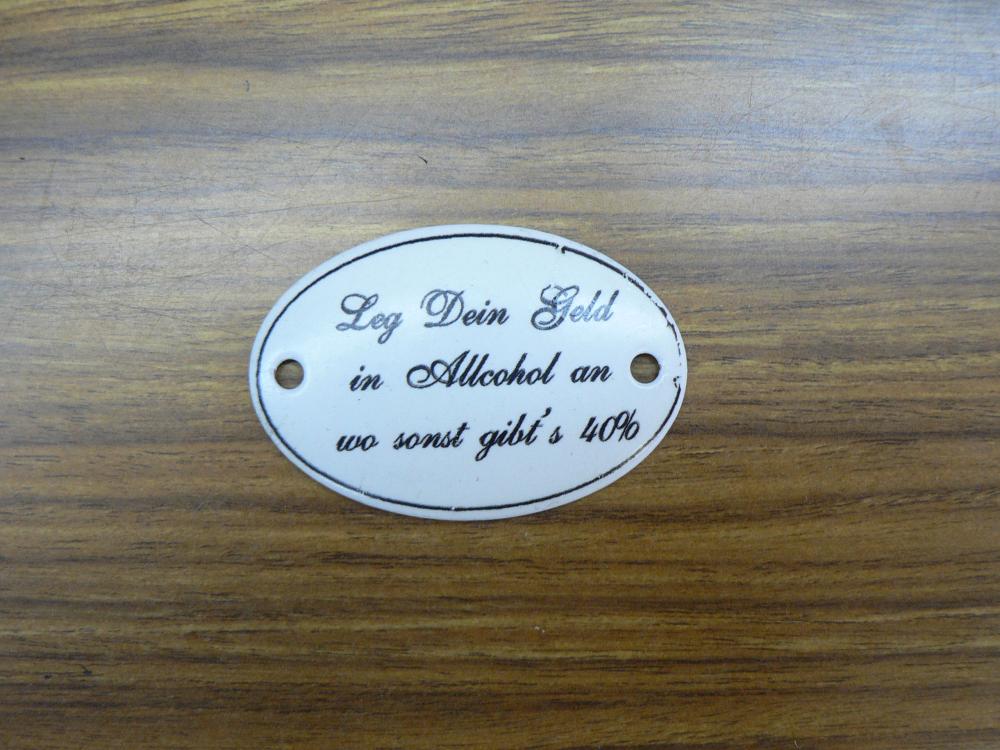 Leg Dein Geld
in Allcohol an
wo sonst gibt's 40%